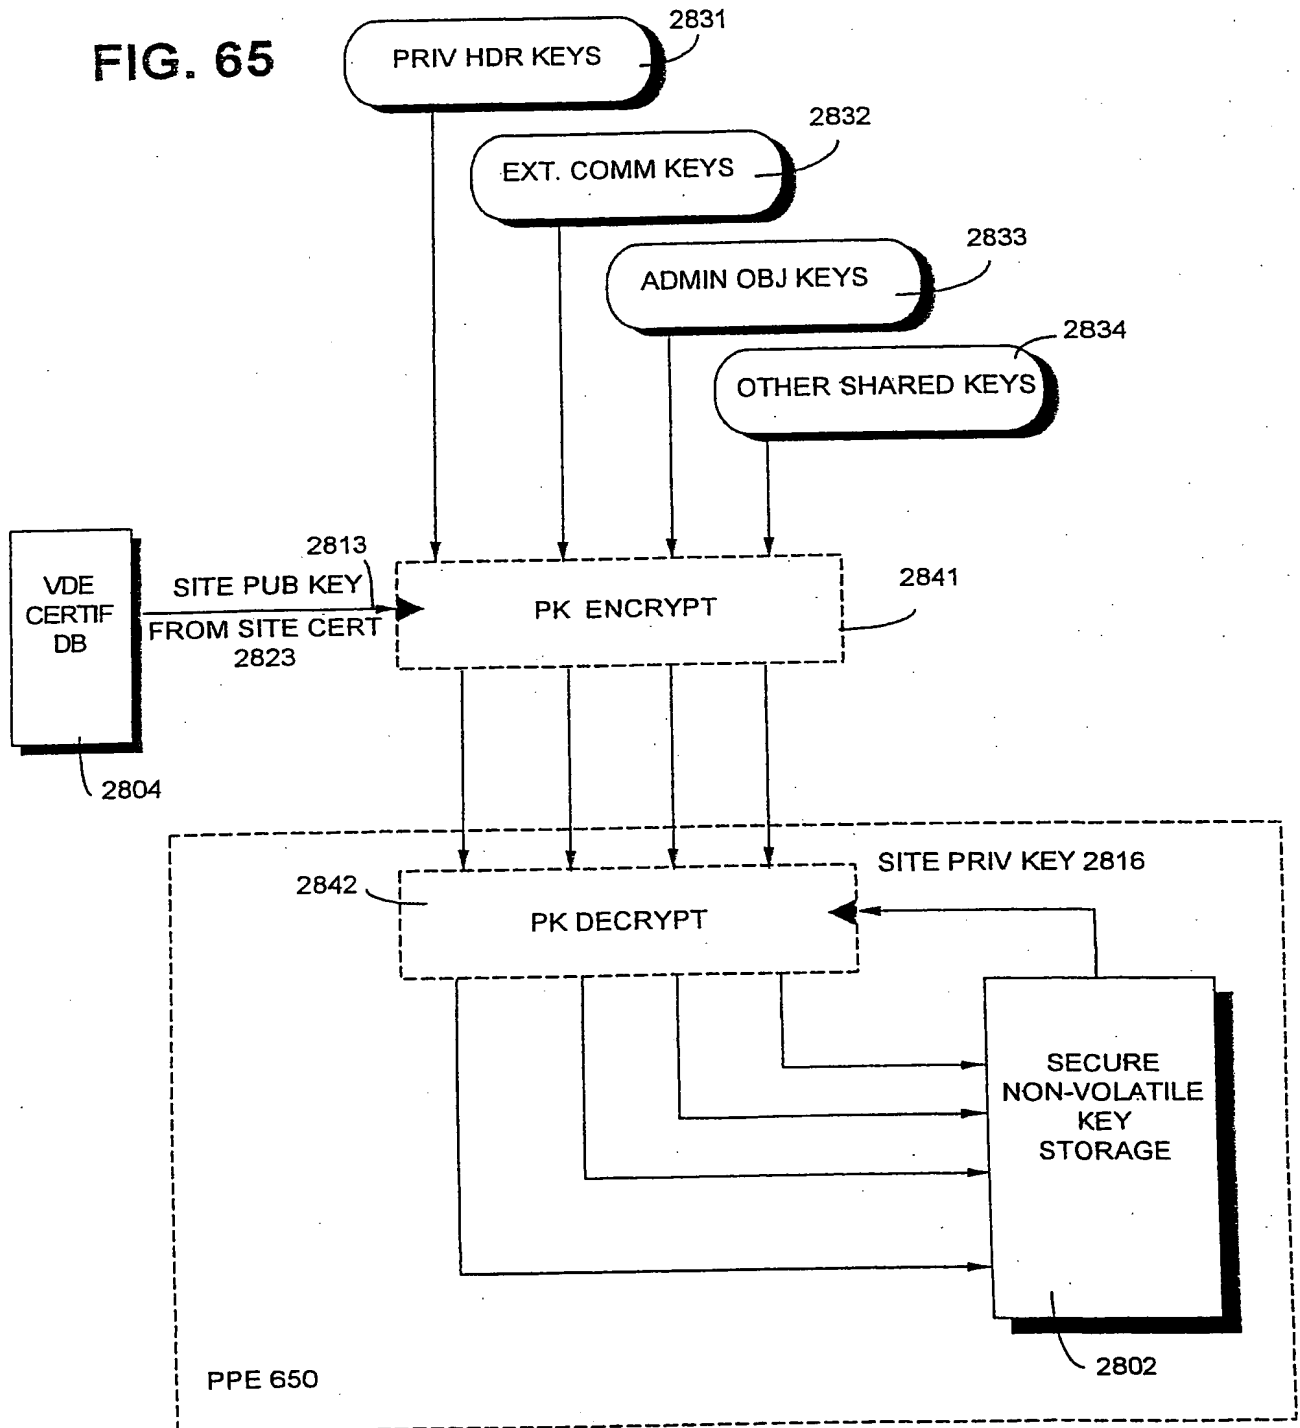 FIG. 65
PRIV HDR KEYS
2831
EXT. COMM KEYS
2832
ADMIN OBJ KEYS
2833
OTHER SHARED KEYS
2834
VDE
CERTIF
DB
2804
2813
SITE PUB KEY
FROM SITE CERT
2823
PK ENCRYPT
2841
2842
PK DECRYPT
SITE PRIV KEY 2816
SECURE
NON-VOLATILE
KEY
STORAGE
2802
PPE 650